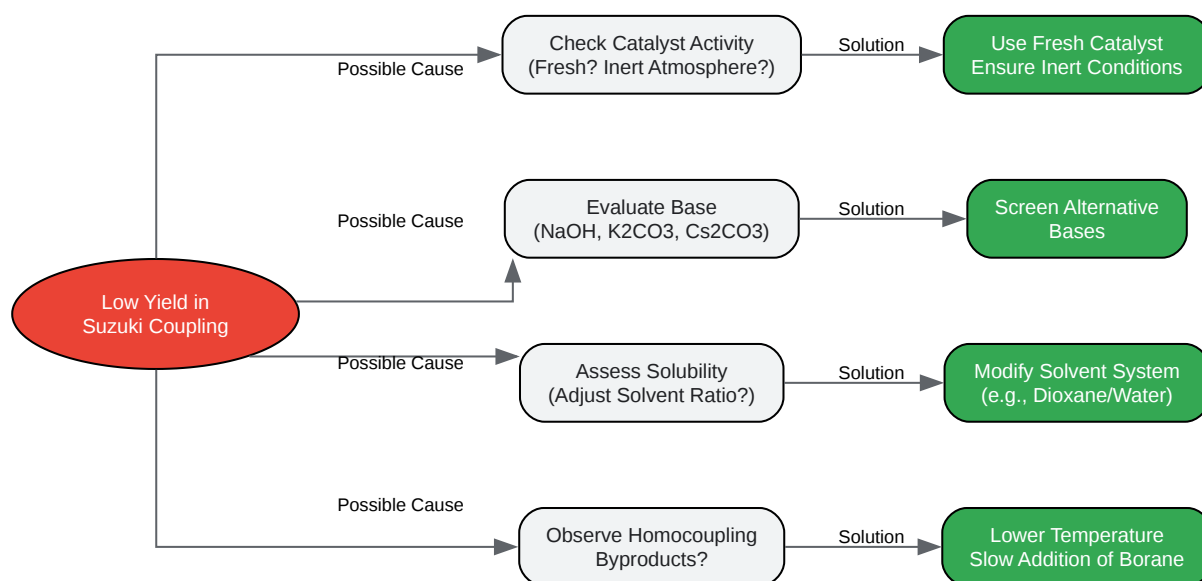 Check Catalyst Activity
(Fresh? Inert Atmosphere?)
Possible Cause
Solution
Use Fresh Catalyst
Ensure Inert Conditions
Possible Cause
Evaluate Base
(NaOH, K2CO3, Cs2CO3)
Solution
Screen Alternative
Bases
Low Yield in
Suzuki Coupling
Possible Cause
Assess Solubility
(Adjust Solvent Ratio?)
Solution
Modify Solvent System
(e.g., Dioxane/Water)
Possible Cause
Observe Homocoupling
Byproducts?
Solution
Lower Temperature
Slow Addition of Borane